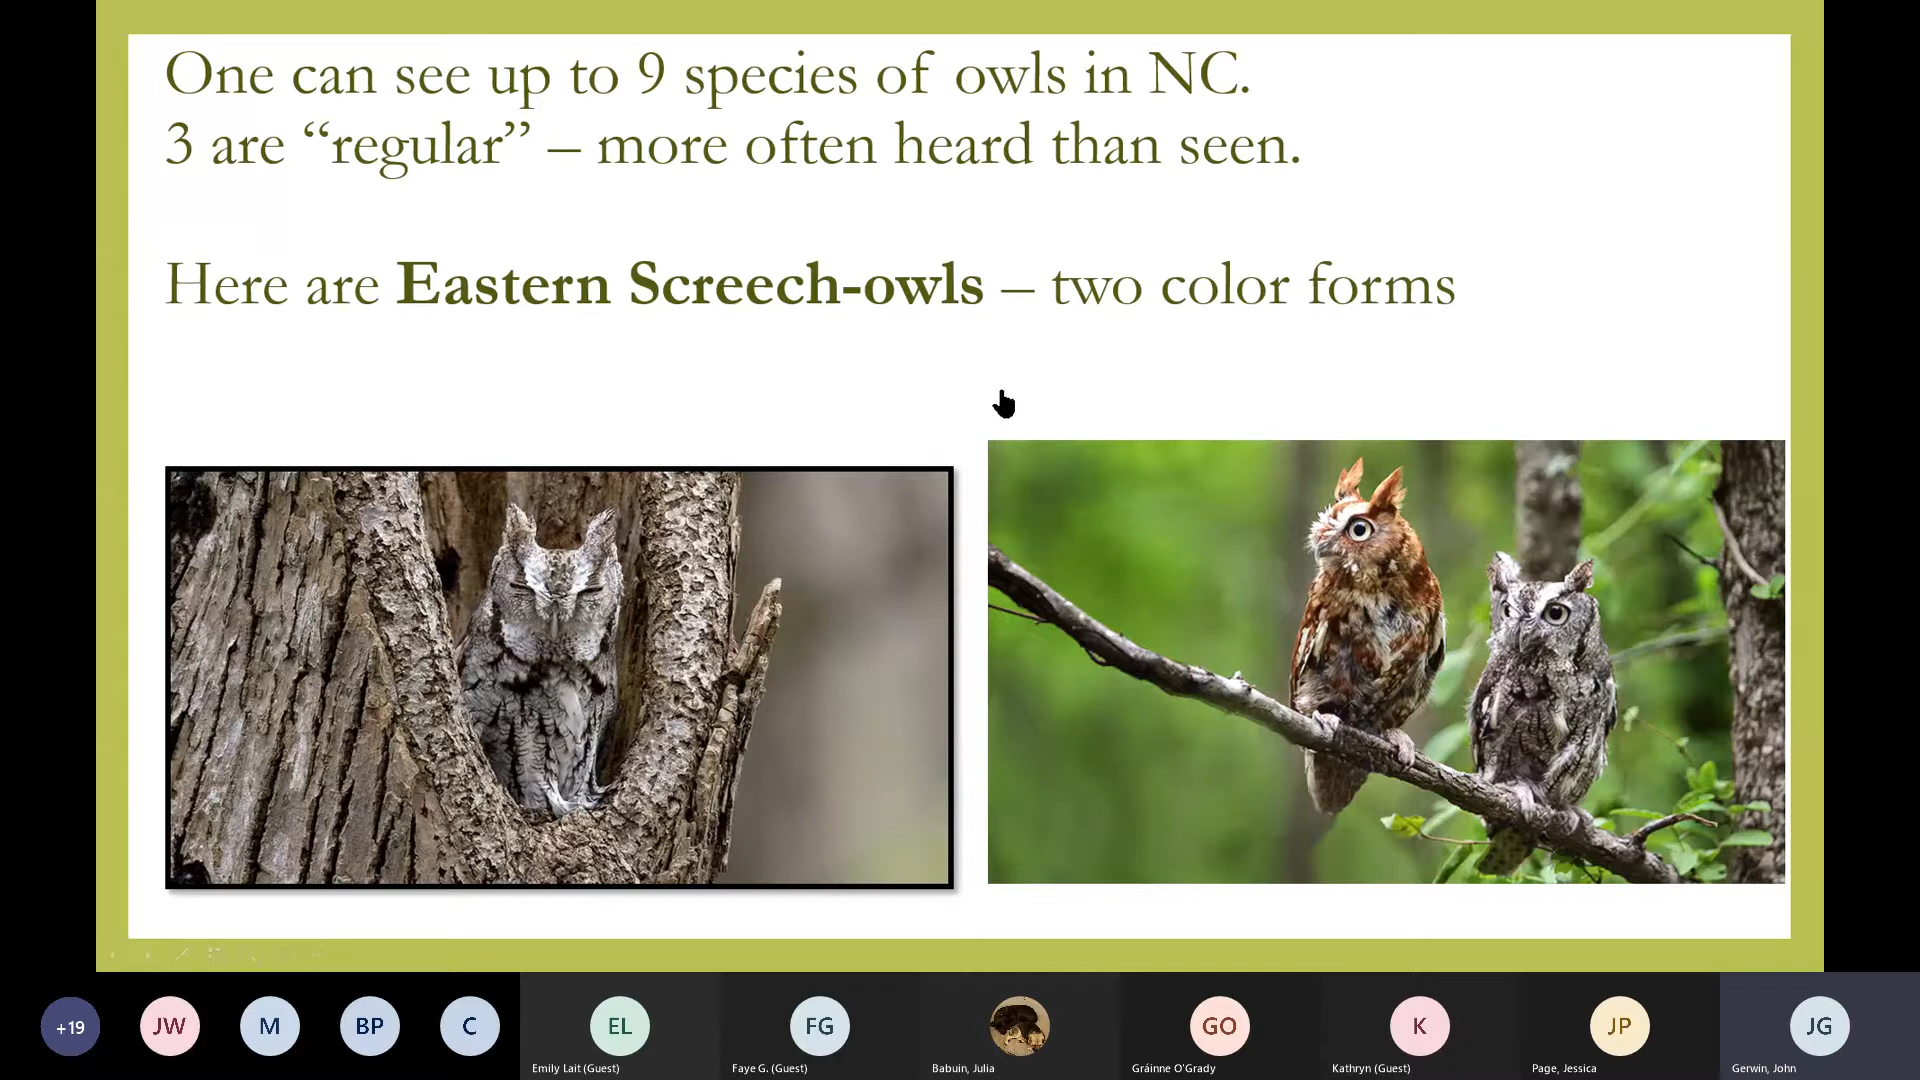 One can see up to 9 species of owls in NC.
3 are “regular” – more often heard than seen.
Here are Eastern Screech-owls – two color forms
+19
JW
M
BP
C
EL
FG
GO
K
JP
JG
Emily Lait (Guest)
Faye G. (Guest)
Babuin, Julia
Gráinne O'Grady
Kathryn (Guest)
Page, Jessica
Gerwin, John